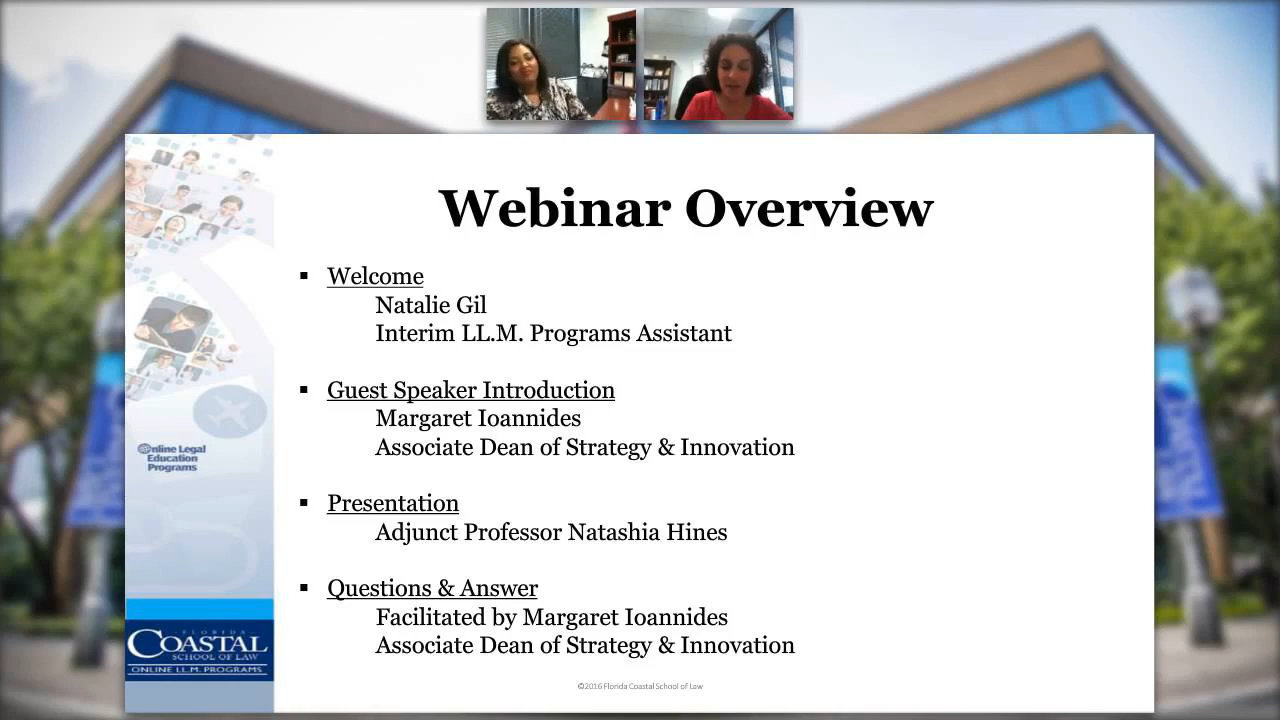 Webinar Overview
▪ Welcome
Natalie Gil
Interim LL.M. Programs Assistant
▪ Guest Speaker Introduction
Margaret Ioannides
Associate Dean of Strategy & Innovation
▪ Presentation
Adjunct Professor Natashia Hines
▪ Questions & Answer
Facilitated by Margaret Ioannides
Associate Dean of Strategy & Innovation
©2016 Florida Coastal School of Law
Online Legal
Education
Programs
FLORIDA
COASTAL
SCHOOL OF LAW
ONLINE LL.M. PROGRAMS